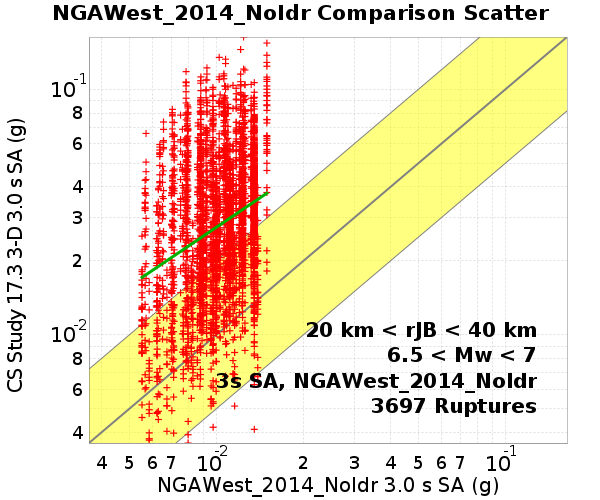 NGAWest_2014_NoIdr Comparison Scatter
CS Study 17.3 3-D 3.0 s SA (g)
10-1
8
6
4
3
2
10-2
8
6
4
20 km < rJB < 40 km
6.5 < Mw < 7
3s SA, NGAWest_2014_NoIdr
3697 Ruptures
4 5 6 7 10-2 2 3 4 5 6 7 10-1
NGAWest_2014_NoIdr 3.0 s SA (g)